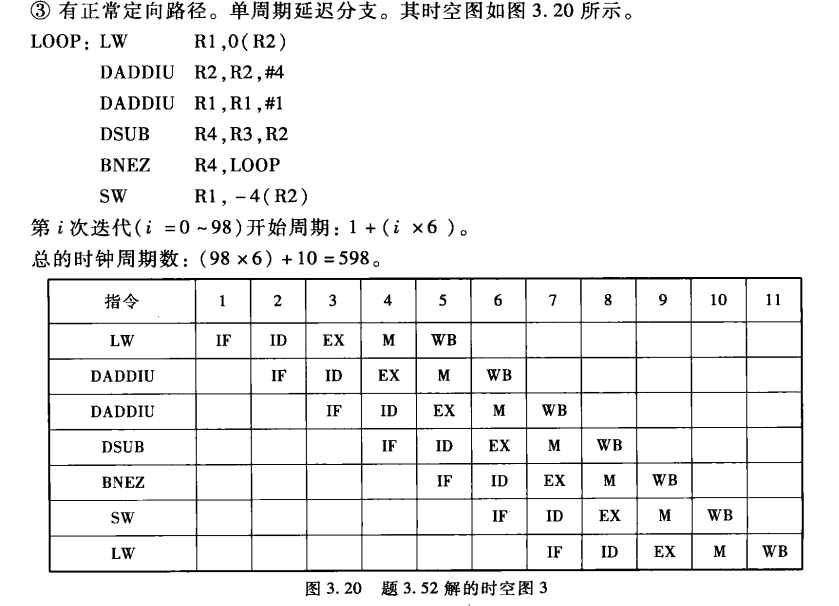 ③ 有正常定向路径。单周期延迟分支。其时空图如图 3.20 所示。
LOOP: LW R1,0(R2)
DADDIU R2,R2,#4
DADDIU R1,R1,#1
DSUB R4,R3,R2
BNEZ R4,LOOP
SW R1,-4(R2)
第 i 次迭代(i =0~98)开始周期:1+(i ×6 )。
总的时钟周期数:(98×6)+10=598。
指令 1 2 3 4 5 6 7 8 9 10 11
LW IF ID EX M WB
DADDIU IF ID EX M WB
DADDIU IF ID EX M WB
DSUB IF ID EX M WB
BNEZ IF ID EX M WB
SW IF ID EX M WB
LW IF ID EX M WB
图 3.20 题 3.52 解的时空图 3